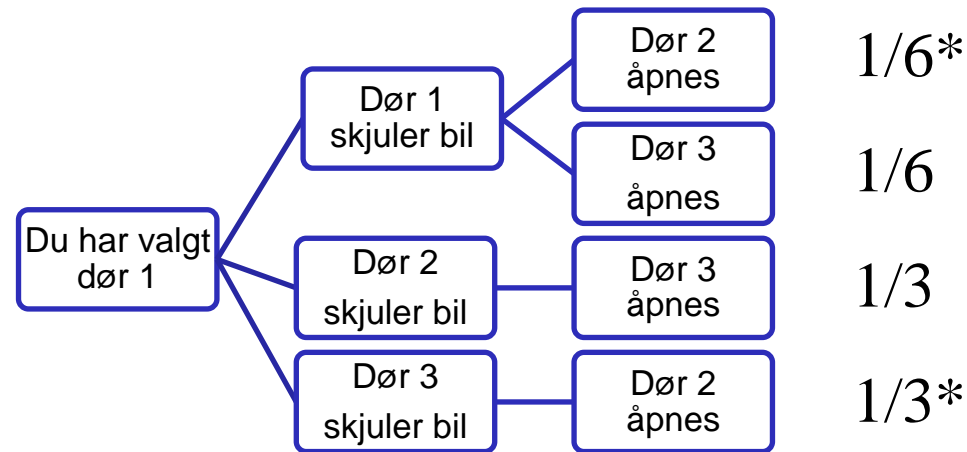 Dør 2
åpnes
1/6*
Dør 1
skjuler bil
Dør 3
åpnes
1/6
Du har valgt
dør 1
Dør 2
skjuler bil
Dør 3
åpnes
1/3
Dør 3
skjuler bil
Dør 2
åpnes
1/3*